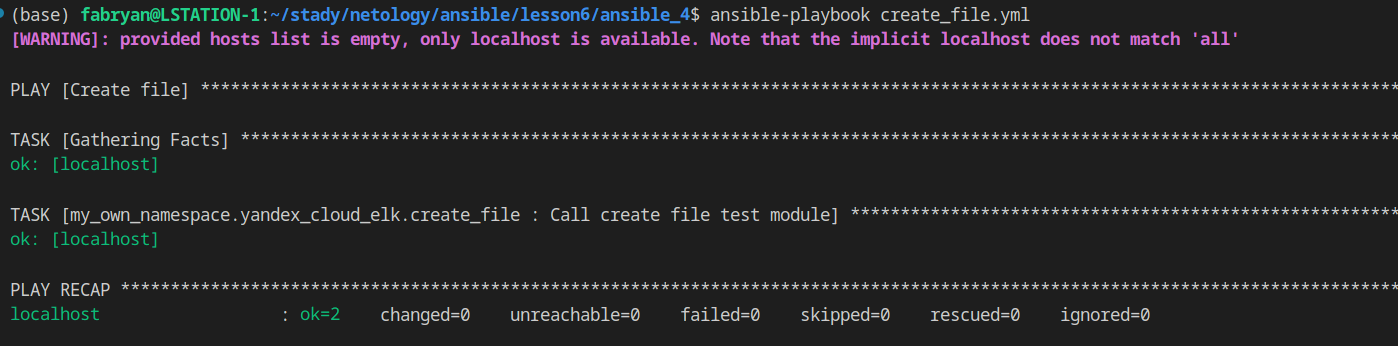 (base) fabryan@LSTATION-1:~/stady/netology/ansible/lesson6/ansible_4$ ansible-playbook create_file.yml
[WARNING]: provided hosts list is empty, only localhost is available. Note that the implicit localhost does not match 'all'
PLAY [Create file] ************************************************************************************************************************
TASK [Gathering Facts] ********************************************************************************************************************
ok: [localhost]
TASK [my_own_namespace.yandex_cloud_elk.create_file : Call create file test module] *******************************************************
ok: [localhost]
PLAY RECAP ********************************************************************************************************************************
localhost                  : ok=2    changed=0    unreachable=0    failed=0    skipped=0    rescued=0    ignored=0